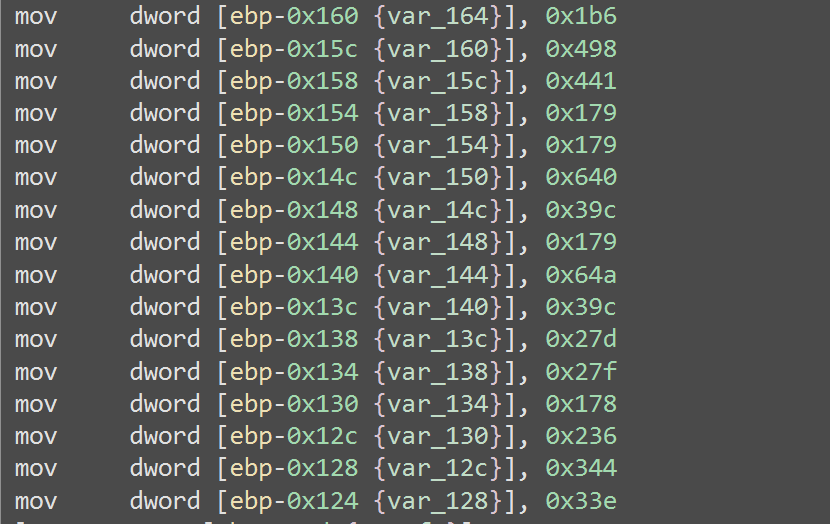 mov dword [ebp-0x160 {var_164}], 0x1b6
mov dword [ebp-0x15c {var_160}], 0x498
mov dword [ebp-0x158 {var_15c}], 0x441
mov dword [ebp-0x154 {var_158}], 0x179
mov dword [ebp-0x150 {var_154}], 0x179
mov dword [ebp-0x14c {var_150}], 0x640
mov dword [ebp-0x148 {var_14c}], 0x39c
mov dword [ebp-0x144 {var_148}], 0x179
mov dword [ebp-0x140 {var_144}], 0x64a
mov dword [ebp-0x13c {var_140}], 0x39c
mov dword [ebp-0x138 {var_13c}], 0x27d
mov dword [ebp-0x134 {var_138}], 0x27f
mov dword [ebp-0x130 {var_134}], 0x178
mov dword [ebp-0x12c {var_130}], 0x236
mov dword [ebp-0x128 {var_12c}], 0x344
mov dword [ebp-0x124 {var_128}], 0x33e